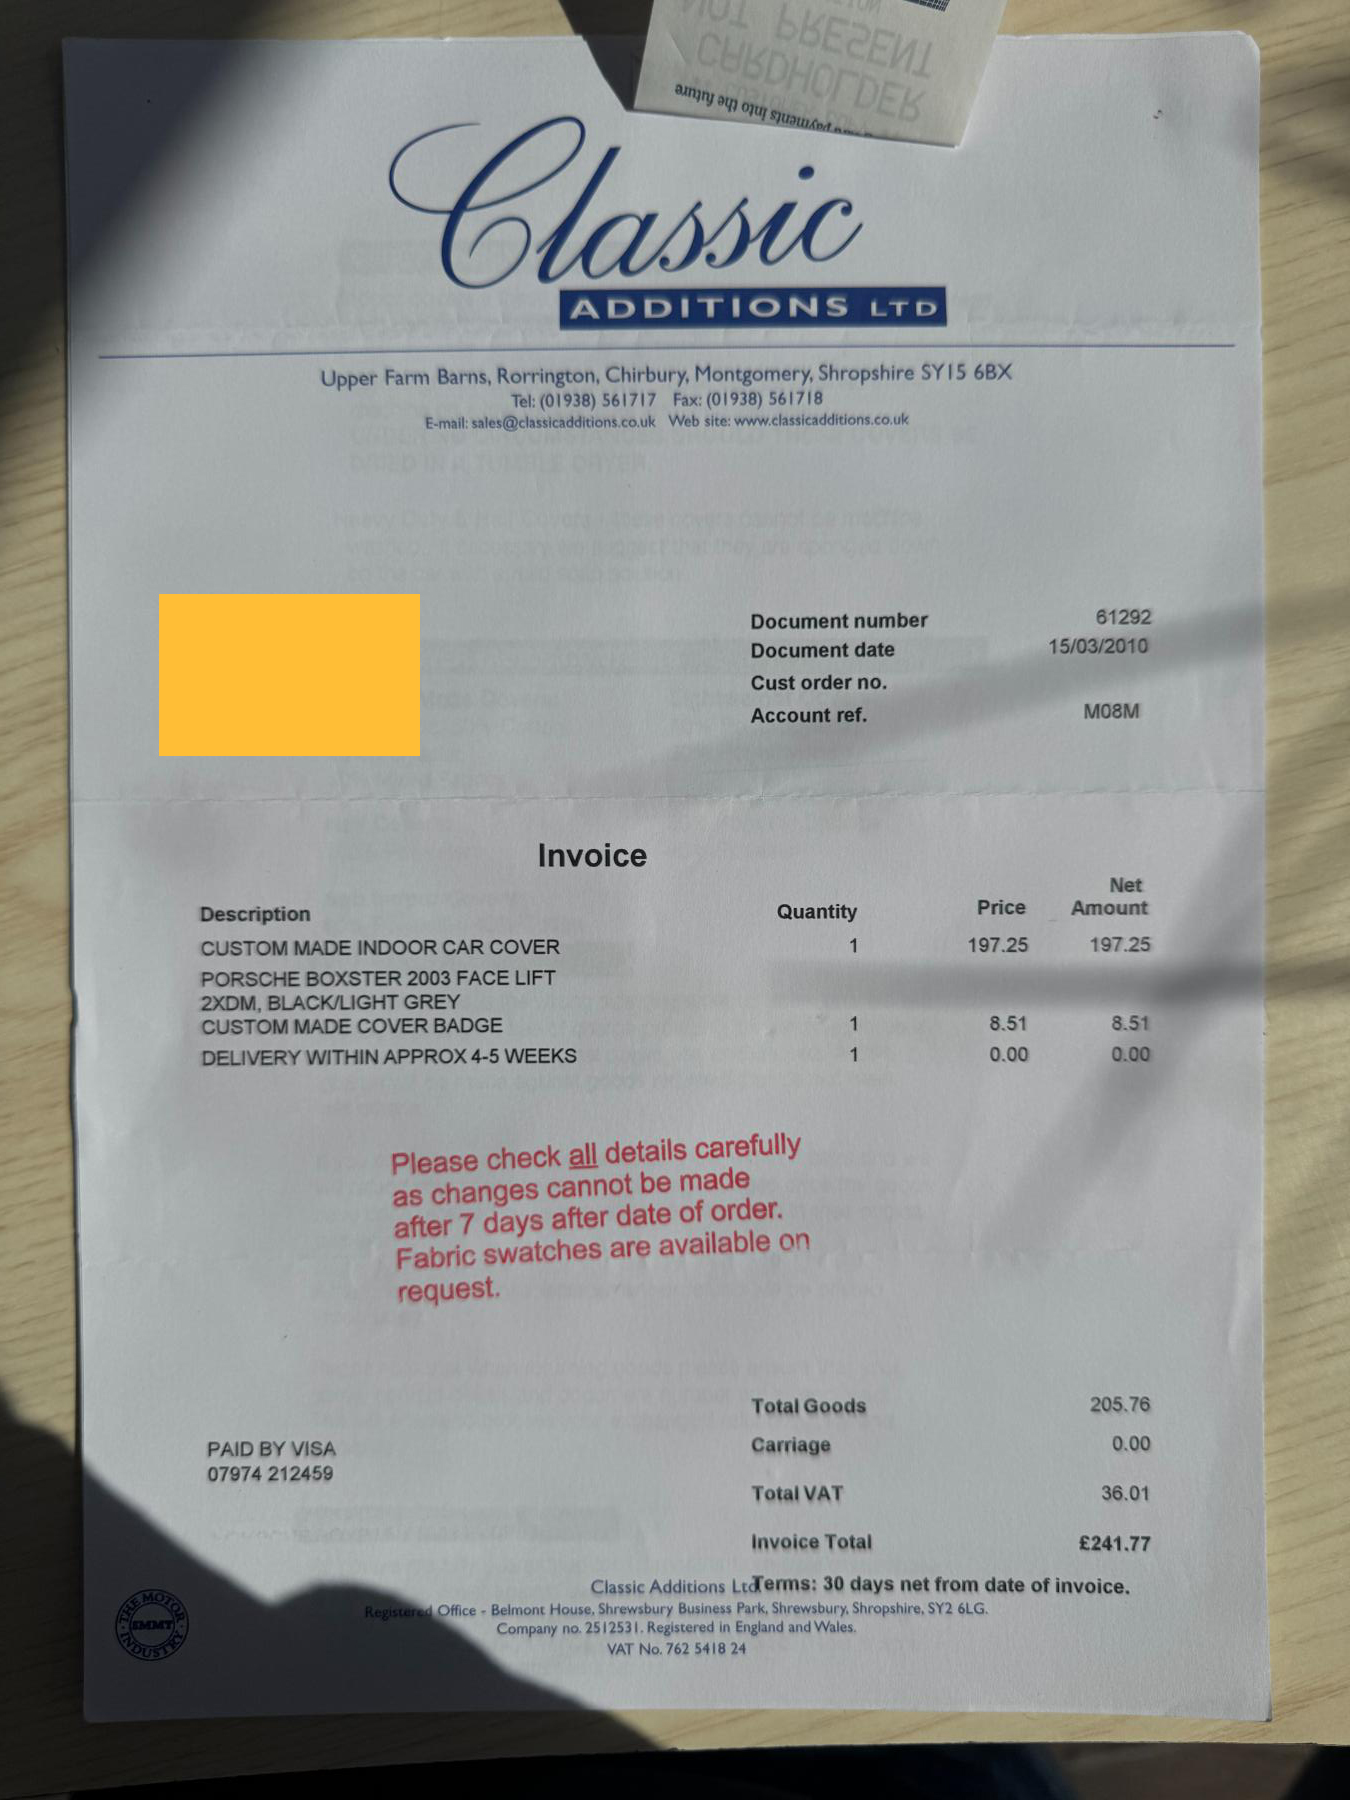 NOT PRESENT
CARDHOLDER
payments into the future
Classic
ADDITIONS LTD
Upper Farm Barns, Rorrington, Chirbury, Montgomery, Shropshire SY15 6BX
Tel: (01938) 561717 Fax: (01938) 561718
E-mail: sales@classicadditions.co.uk Web site: www.classicadditions.co.uk
Document number 61292
Document date 15/03/2010
Cust order no.
Account ref. M08M
Invoice
Description Quantity Price Net Amount
CUSTOM MADE INDOOR CAR COVER 1 197.25 197.25
PORSCHE BOXSTER 2003 FACE LIFT
2XDM, BLACK/LIGHT GREY
CUSTOM MADE COVER BADGE 1 8.51 8.51
DELIVERY WITHIN APPROX 4-5 WEEKS 1 0.00 0.00
Please check all details carefully
as changes cannot be made
after 7 days after date of order.
Fabric swatches are available on
request.
Total Goods 205.76
Carriage 0.00
PAID BY VISA
07974 212459
Total VAT 36.01
Invoice Total £241.77
Classic Additions Ltd Terms: 30 days net from date of invoice.
Registered Office - Belmont House, Shrewsbury Business Park, Shrewsbury, Shropshire, SY2 6LG.
Company no. 2512531. Registered in England and Wales.
VAT No. 762 5418 24
THE MOTOR
SMMT
INDUSTRY